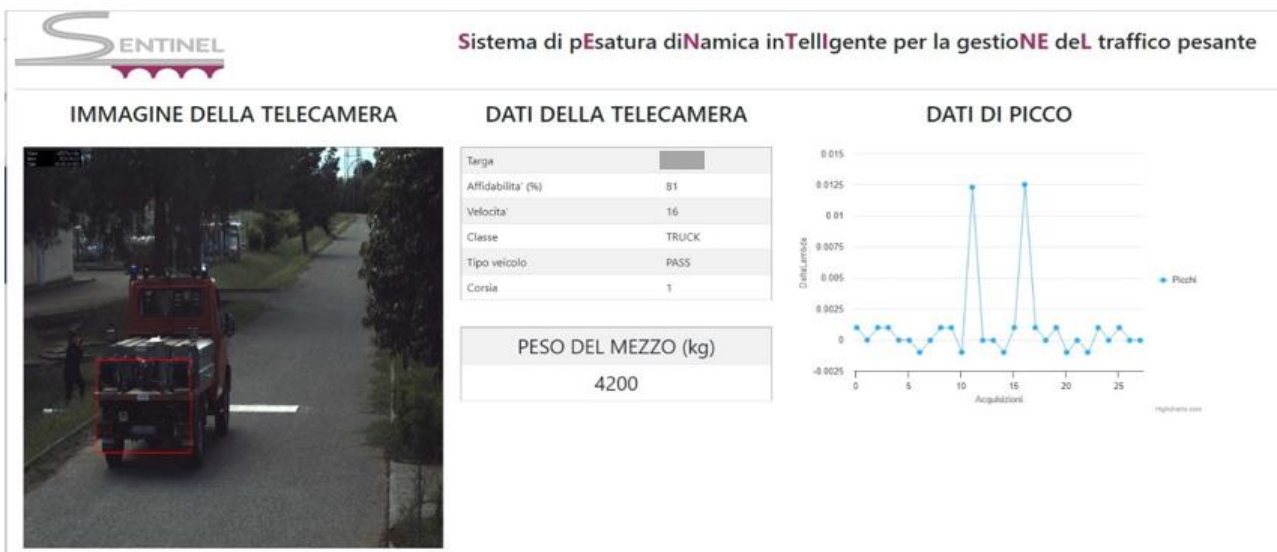 SENTINEL
Sistema di pEsatura diNamica inTellIgente per la gestioNE deL traffico pesante
IMMAGINE DELLA TELECAMERA
DATI DELLA TELECAMERA
Targa
Affidabilita' (%) 81
Velocita' 16
Classe TRUCK
Tipo veicolo PASS
Corsia 1
PESO DEL MEZZO (kg)
4200
DATI DI PICCO
0.015
0.0125
0.01
0.0075
0.005
0.0025
0
-0.0025
DeltaLambda
0 5 10 15 20 25
Acquisizioni
Picchi
Highcharts.com